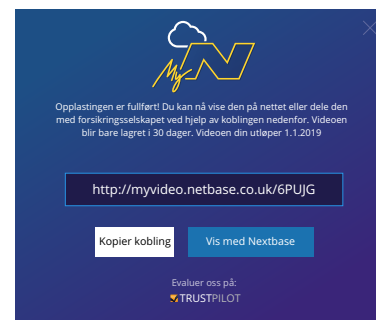 My N
Opplastingen er fullført! Du kan nå vise den på nettet eller dele den
med forsikringsselskapet ved hjelp av koblingen nedenfor. Videoen
blir bare lagret i 30 dager. Videoen din utløper 1.1.2019
http://myvideo.netbase.co.uk/6PUJG
Kopier kobling
Vis med Nextbase
Evaluer oss på:
TRUSTPILOT